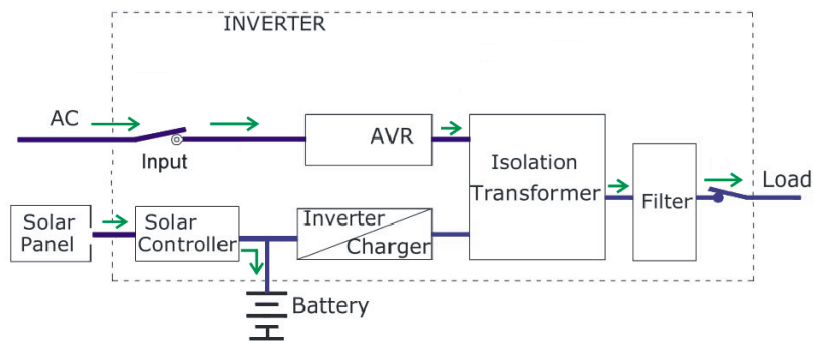 INVERTER
AC
Input
AVR
Isolation
Transformer
Filter
Load
Solar
Panel
Solar
Controller
Inverter
Charger
Battery